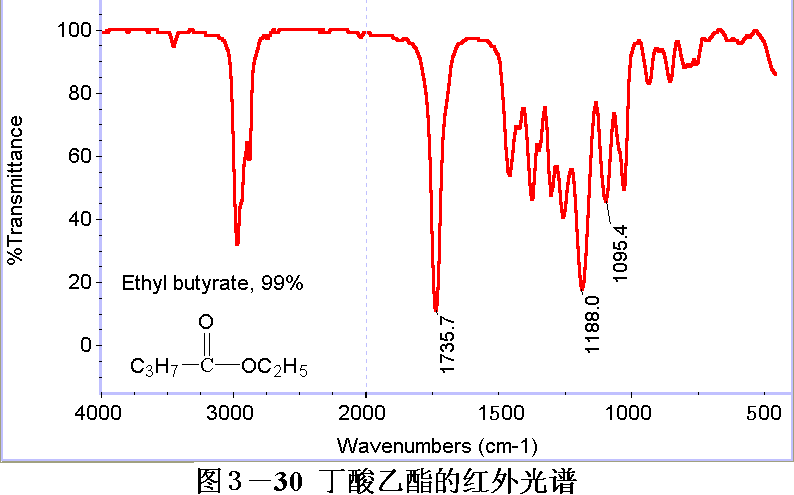 100
80
60
40
20
0
%Transmittance
Ethyl butyrate, 99%
O
C3H7 C OC2H5
1735.7
1188.0
1095.4
4000 3000 2000 1500 1000 500
Wavenumbers (cm-1)
图3-30 丁酸乙酯的红外光谱